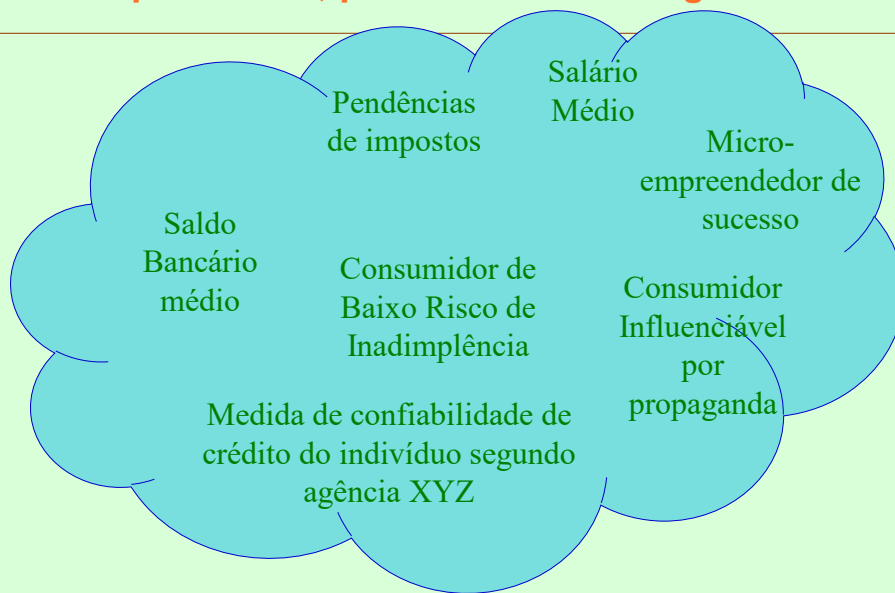 Pendências
de impostos
Salário
Médio
Micro-
empreendedor de
sucesso
Saldo
Bancário
médio
Consumidor de
Baixo Risco de
Inadimplência
Consumidor
Influenciável
por
propaganda
Medida de confiabilidade de
crédito do indivíduo segundo
agência XYZ